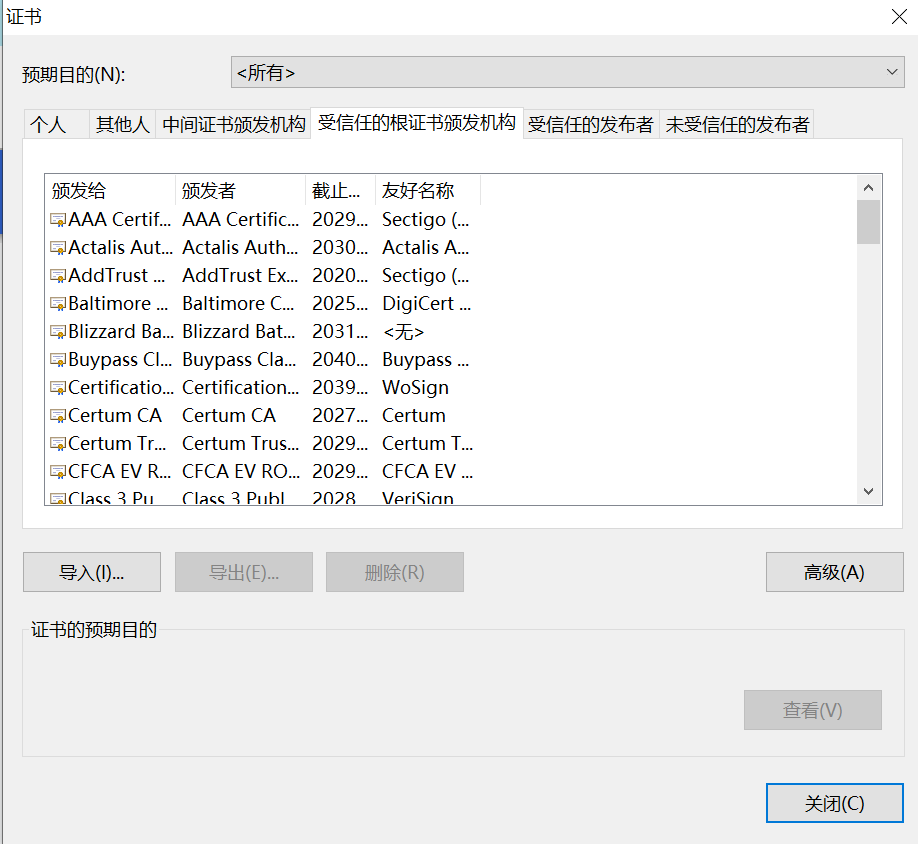 证书
预期目的(N): <所有>
个人 其他人 中间证书颁发机构 受信任的根证书颁发机构 受信任的发布者 未受信任的发布者
颁发给 颁发者 截止... 友好名称
AAA Certif... AAA Certific... 2029... Sectigo (...
Actalis Aut... Actalis Auth... 2030... Actalis A...
AddTrust ... AddTrust Ex... 2020... Sectigo (...
Baltimore ... Baltimore C... 2025... DigiCert ...
Blizzard Ba... Blizzard Bat... 2031... <无>
Buypass Cl... Buypass Cla... 2040... Buypass ...
Certificatio... Certification... 2039... WoSign
Certum CA Certum CA 2027... Certum
Certum Tr... Certum Trus... 2029... Certum T...
CFCA EV R... CFCA EV RO... 2029... CFCA EV ...
Class 3 Pu Class 3 Publ 2028 VeriSign
导入(I)... 导出(E)... 删除(R) 高级(A)
证书的预期目的
查看(V)
关闭(C)